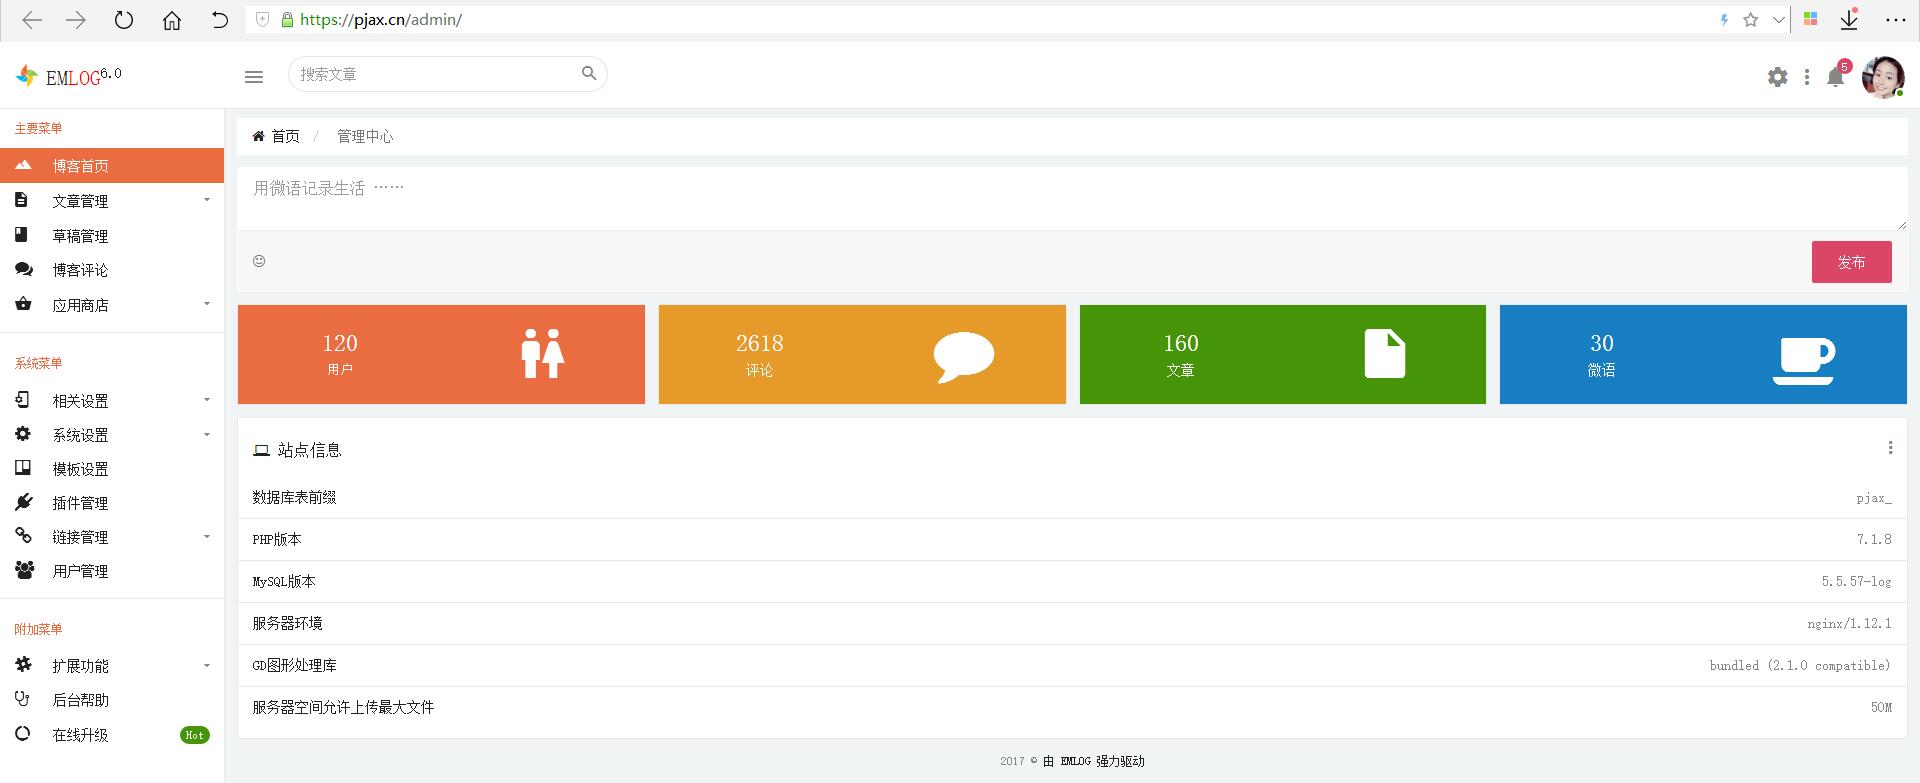 https://pjax.cn/admin/
EMLOG6.0
搜索文章
5
主要菜单
博客首页
文章管理
草稿管理
博客评论
应用商店
系统菜单
相关设置
系统设置
模板设置
插件管理
链接管理
用户管理
附加菜单
扩展功能
后台帮助
在线升级 Hot
首页 / 管理中心
用微语记录生活 ……
发布
120
用户
2618
评论
160
文章
30
微语
站点信息
数据库表前缀 pjax_
PHP版本 7.1.8
MySQL版本 5.5.57-log
服务器环境 nginx/1.12.1
GD图形处理库 bundled (2.1.0 compatible)
服务器空间允许上传最大文件 50M
2017 © 由 EMLOG 强力驱动